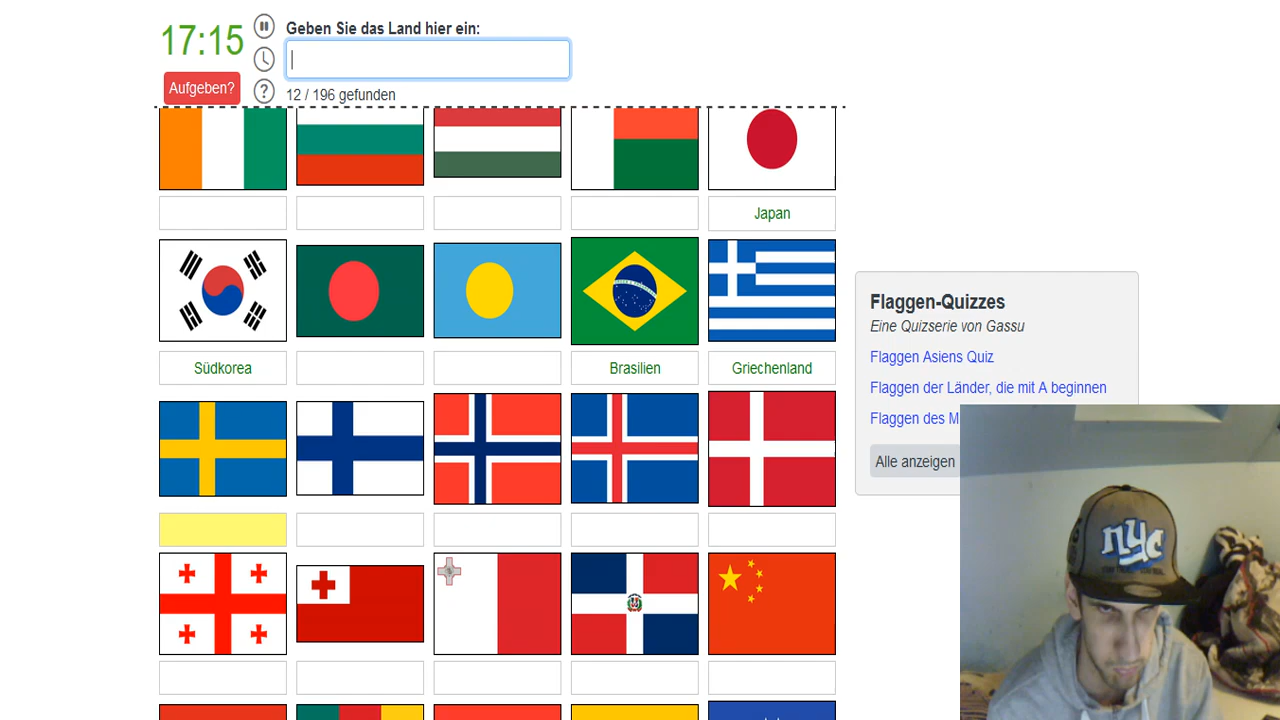 17:15
Geben Sie das Land hier ein:
Aufgeben?
?
12 / 196 gefunden
Japan
Südkorea
Brasilien
Griechenland
Flaggen-Quizzes
Eine Quizserie von Gassu
Flaggen Asiens Quiz
Flaggen der Länder, die mit A beginnen
Flaggen des M
Alle anzeigen
nyc